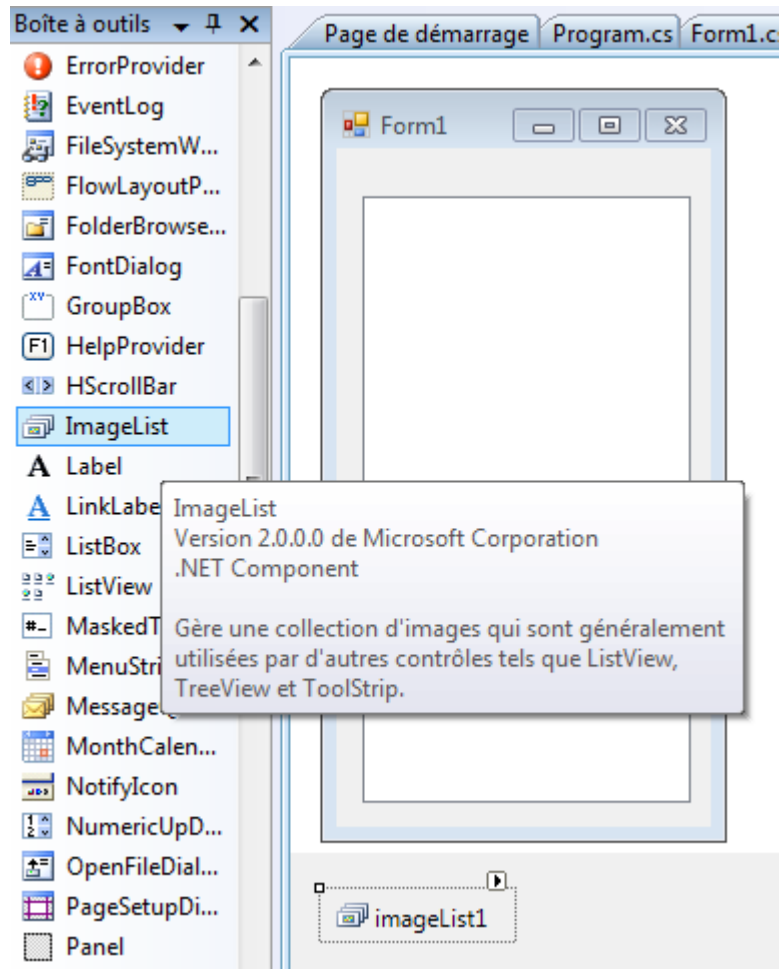 Boîte à outils
Page de démarrage
Program.cs
Form1.c
ErrorProvider
EventLog
FileSystemW...
FlowLayoutP...
FolderBrowse...
FontDialog
GroupBox
F1 HelpProvider
HScrollBar
ImageList
A Label
A LinkLabe
ListBox
ListView
MaskedT
MenuStri
Message
MonthCalen...
NotifyIcon
NumericUpD...
OpenFileDial...
PageSetupDi...
Panel
Form1
ImageList
Version 2.0.0.0 de Microsoft Corporation
.NET Component
Gère une collection d'images qui sont généralement
utilisées par d'autres contrôles tels que ListView,
TreeView et ToolStrip.
imageList1